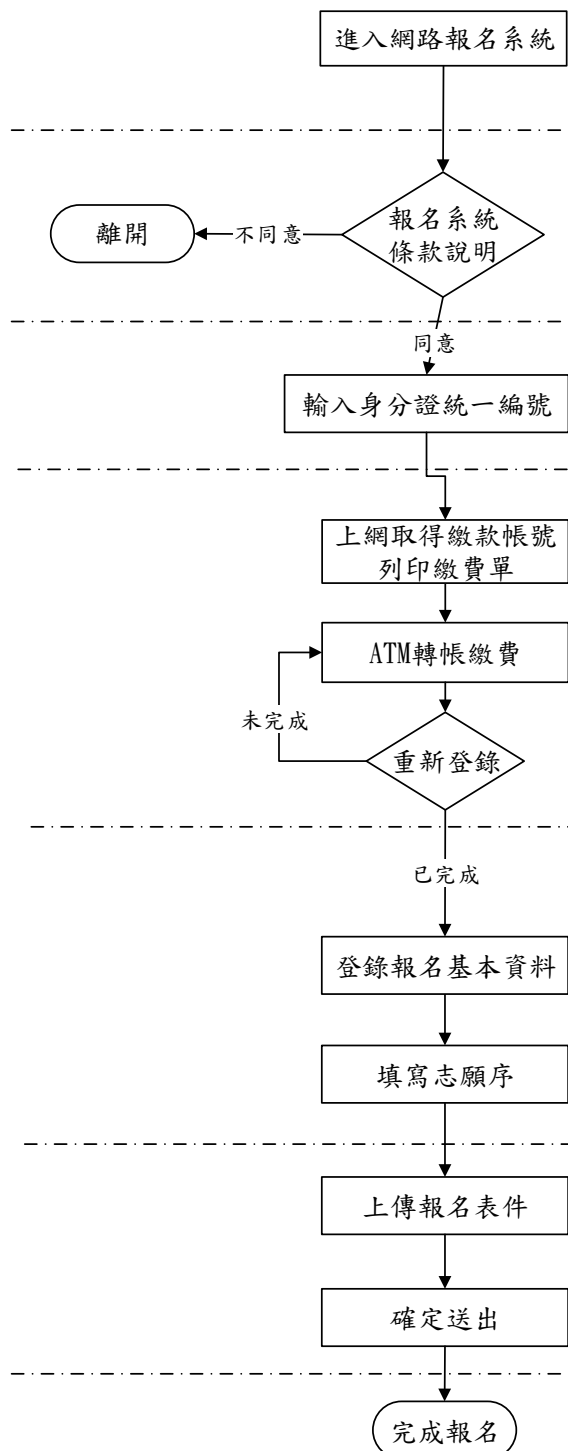 進入網路報名系統
報名系統
條款說明
不同意
離開
同意
輸入身分證統一編號
上網取得繳款帳號
列印繳費單
ATM轉帳繳費
未完成
重新登錄
已完成
登錄報名基本資料
填寫志願序
上傳報名表件
確定送出
完成報名